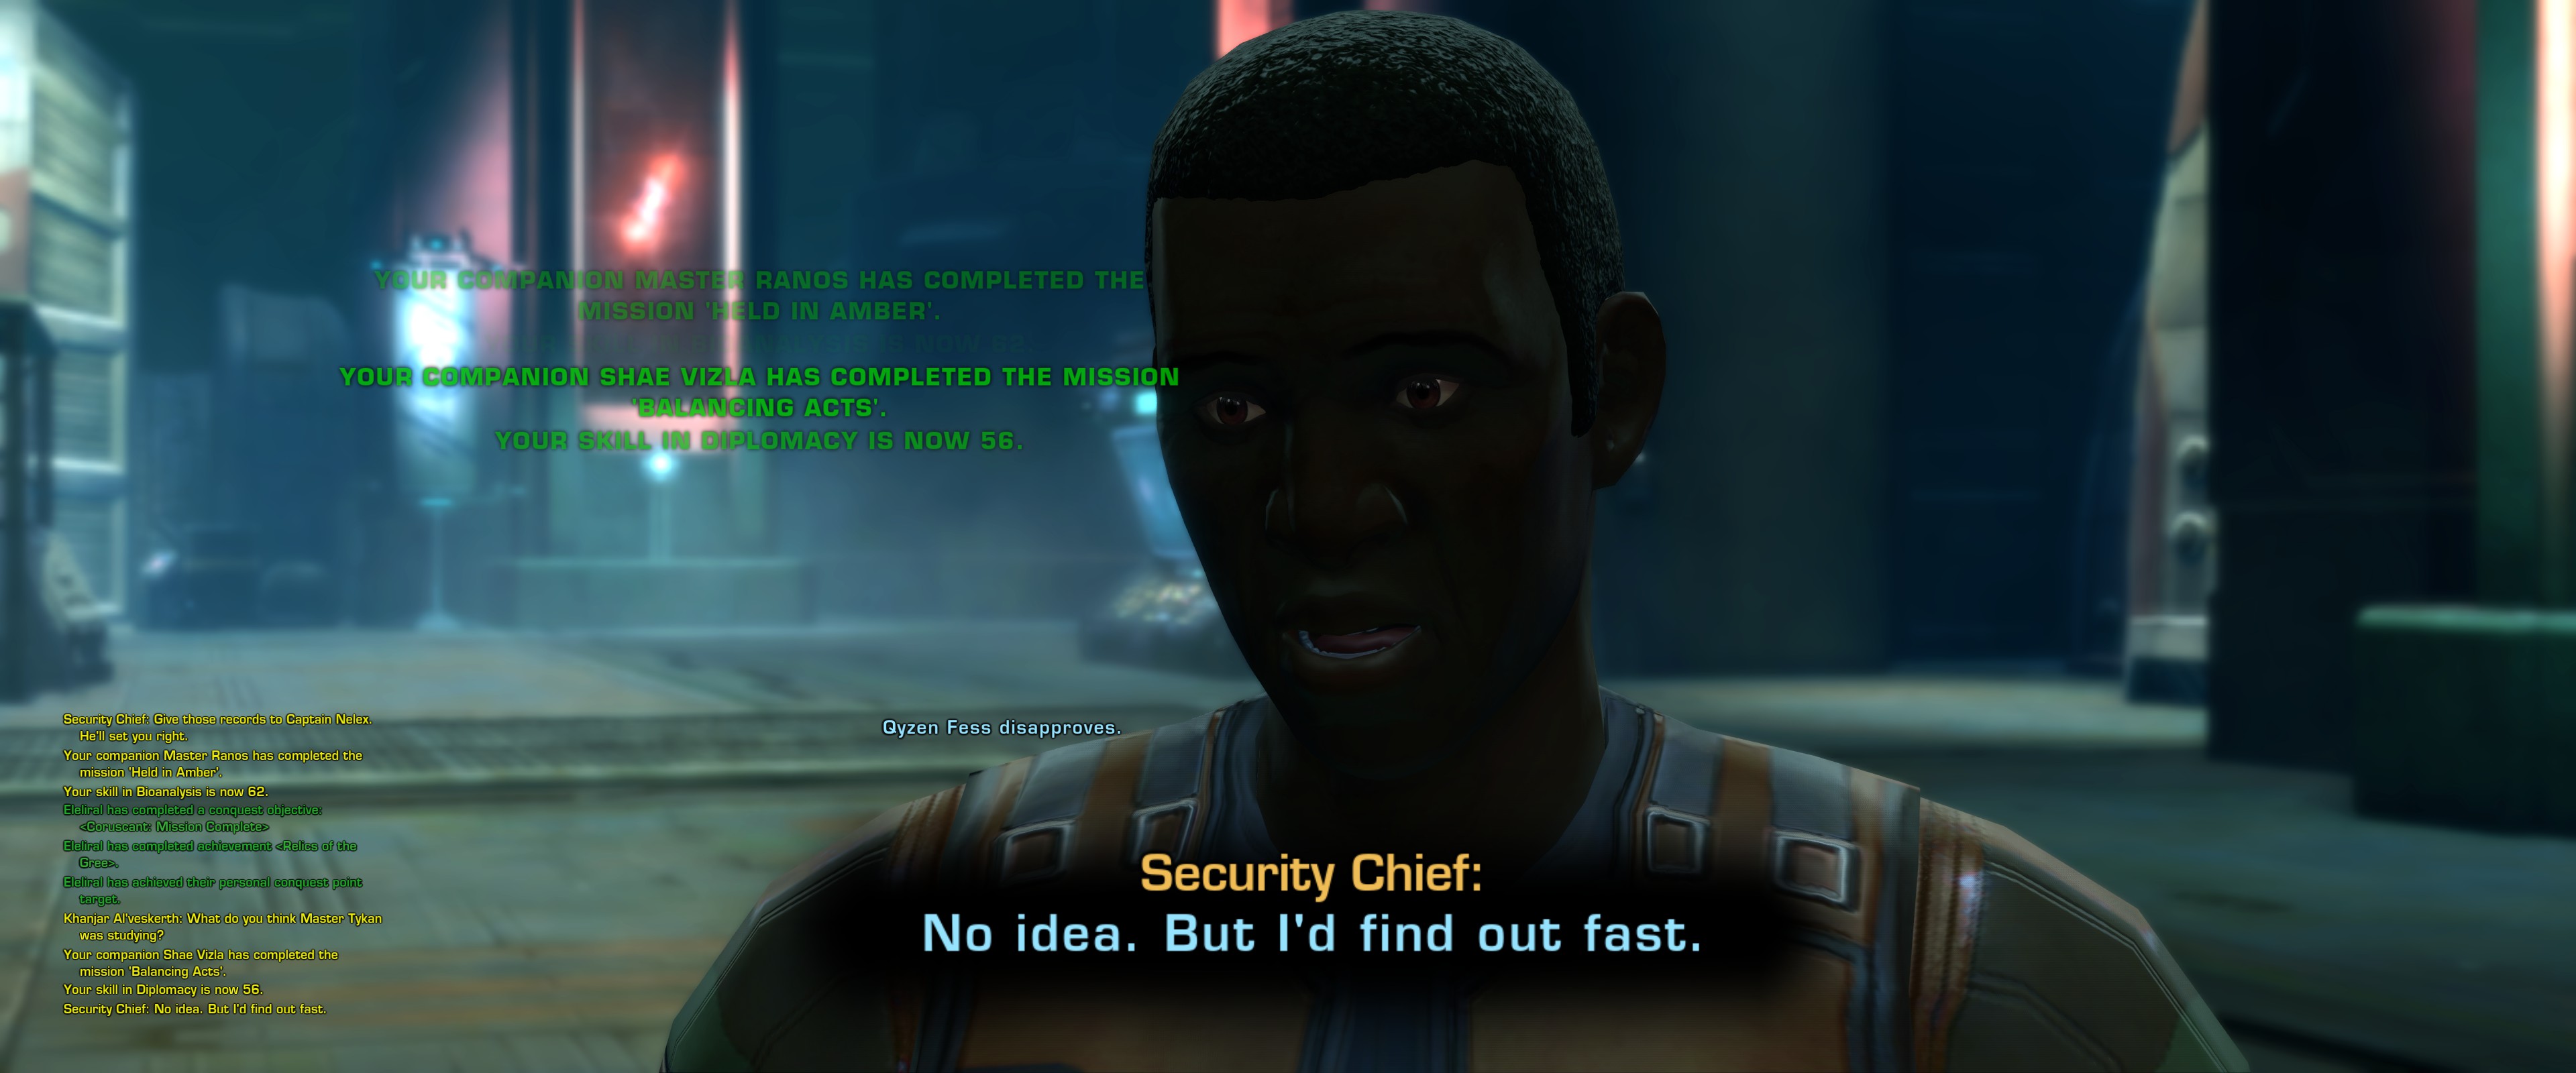 YOUR COMPANION MASTER RANOS HAS COMPLETED THE
MISSION 'HELD IN AMBER'.
ANALYSIS IS NOW 62
YOUR COMPANION SHAE VIZLA HAS COMPLETED THE MISSION
'BALANCING ACTS'.
YOUR SKILL IN DIPLOMACY IS NOW 56.
Security Chief: Give those records to Captain Nelex.
He'll set you right.
Your companion Master Ranos has completed the
mission 'Held in Amber'.
Your skill in Bioanalysis is now 62.
Eleliral has completed a conquest objective:
<Coruscant: Mission Complete>
Eleliral has completed achievement <Relics of the
Gree>.
Eleliral has achieved their personal conquest point
target.
Khanjar Al'veskerth: What do you think Master Tykan
was studying?
Your companion Shae Vizla has completed the
mission 'Balancing Acts'.
Your skill in Diplomacy is now 56.
Security Chief: No idea. But I'd find out fast.
Qyzen Fess disapproves.
Security Chief:
No idea. But I'd find out fast.